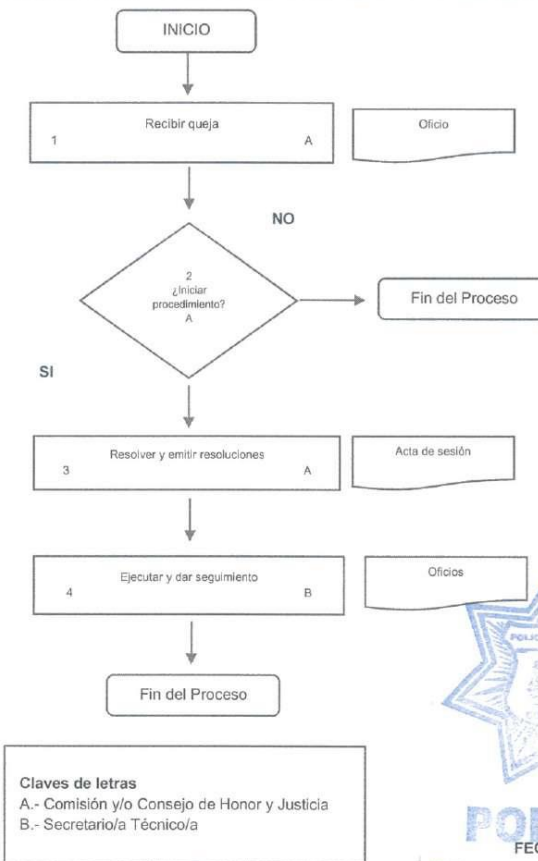 INICIO
Recibir queja
1 A
Oficio
NO
2
¿Iniciar
procedimiento?
A
Fin del Proceso
SI
Resolver y emitir resoluciones
3 A
Acta de sesión
Ejecutar y dar seguimiento
4 B
Oficios
Fin del Proceso
Claves de letras
A.- Comisión y/o Consejo de Honor y Justicia
B.- Secretario/a Técnico/a